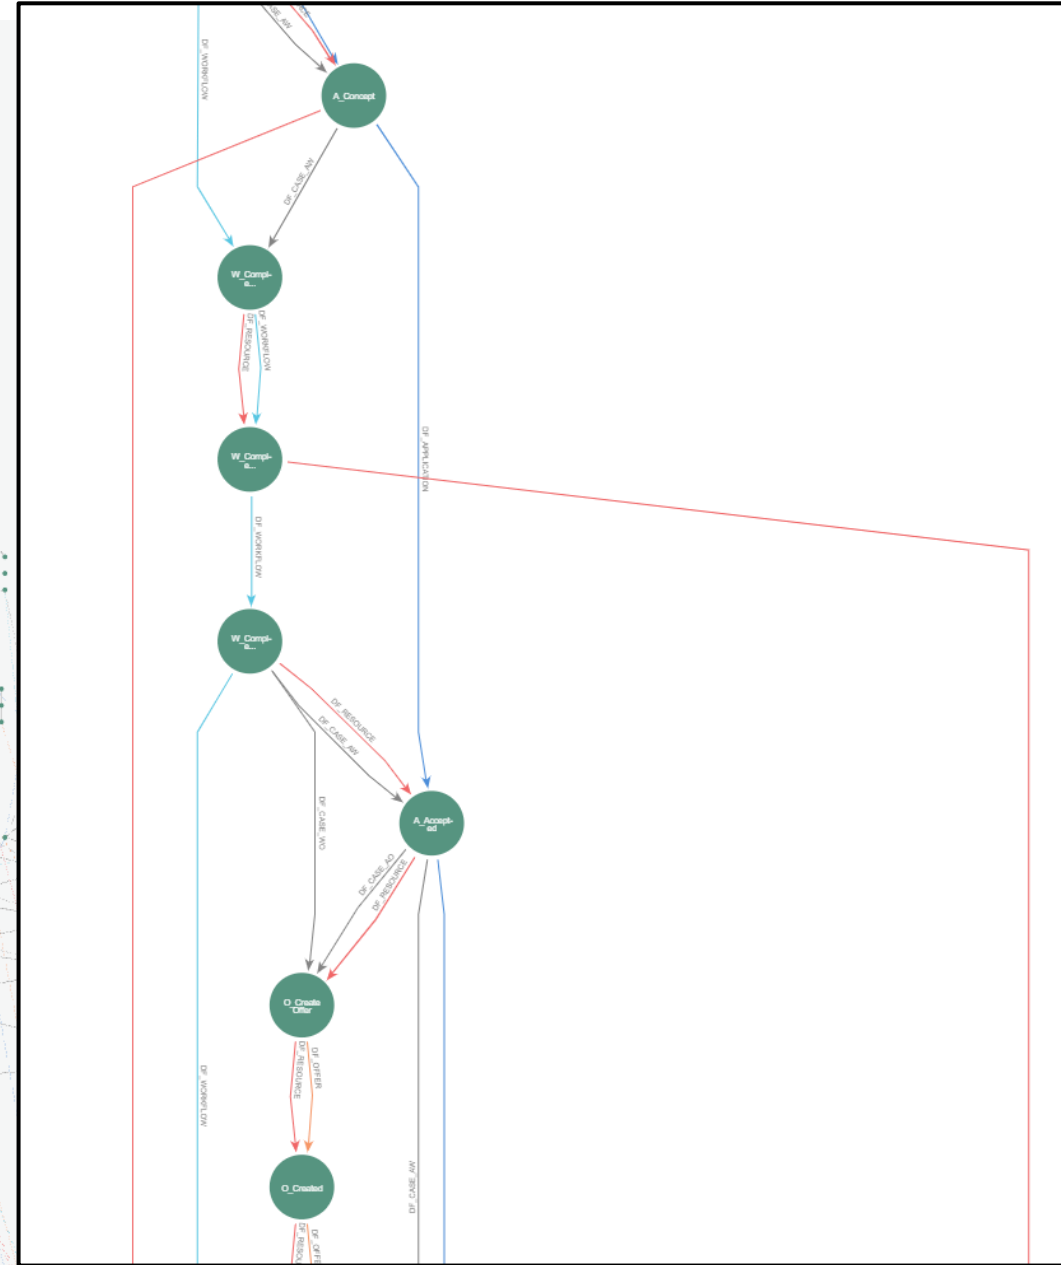 DF_WORKFLOW
A_Concept
DF_CASE_AW
W_Compl-
e...
DF_WORKFLOW
DF_RESOURCE
DF_APPLICATION
W_Compl-
e...
DF_WORKFLOW
W_Compl-
e...
DF_RESOURCE
DF_CASE_AW
DF_CASE_WO
A_Accept-
ed
DF_CASE_AO
DF_RESOURCE
O_Create
Offer
DF_RESOURCE
DF_OFFER
DF_WORKFLOW
O_Created
DF_CASE_AW